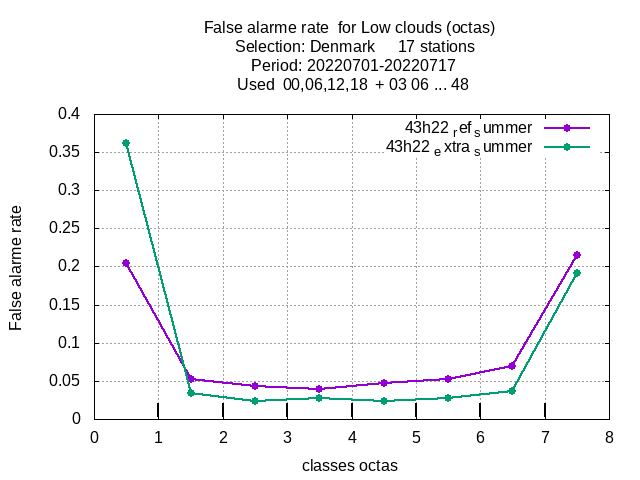 False alarme rate  for Low clouds (octas)
Selection: Denmark     17 stations
Period: 20220701-20220717
Used  00,06,12,18  + 03 06 ... 48
43h22 ref summer
43h22 extra summer
0.4
0.35
0.3
0.25
0.2
0.15
0.1
0.05
0
False alarme rate
0 1 2 3 4 5 6 7 8
classes octas